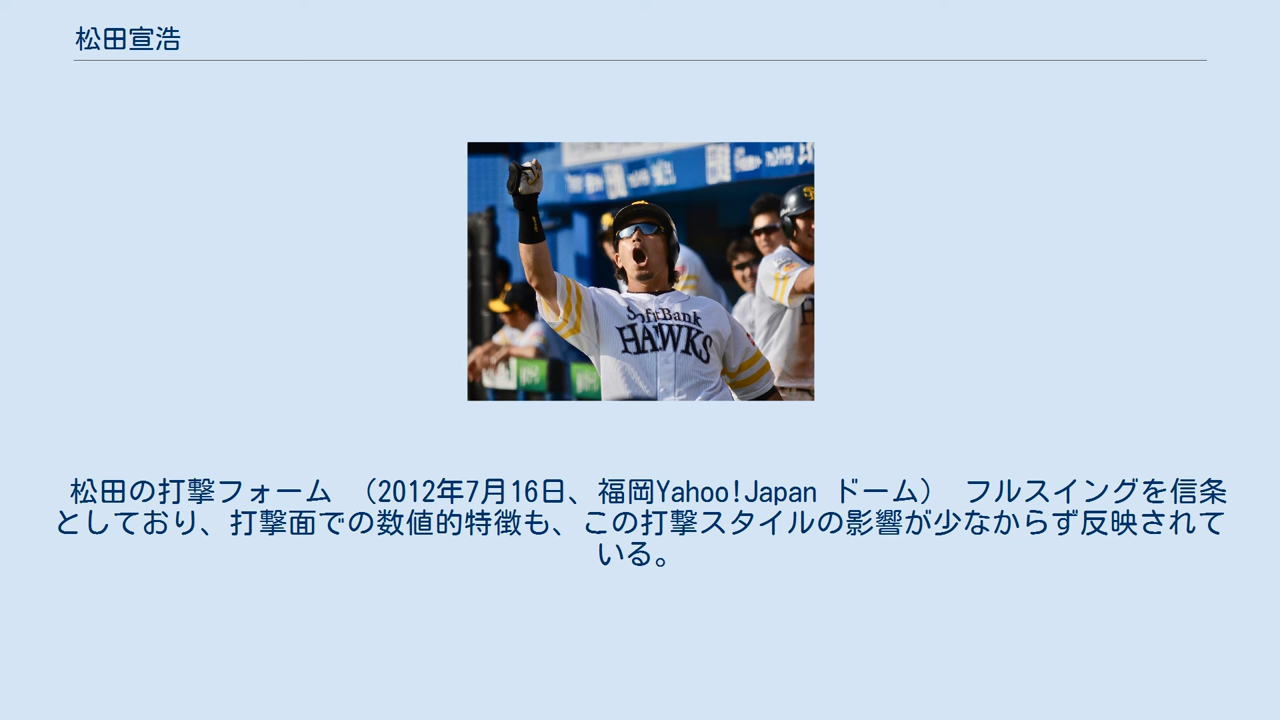 松田宣浩
SoftBank
HAWKS
松田の打撃フォーム （2012年7月16日、福岡Yahoo!Japan ドーム） フルスイングを信条
としており、打撃面での数値的特徴も、この打撃スタイルの影響が少なからず反映されて
いる。